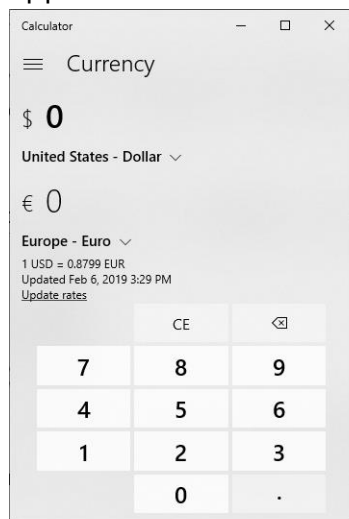 Calculator
Currency
$ 0
United States - Dollar
€ 0
Europe - Euro
1 USD = 0.8799 EUR
Updated Feb 6, 2019 3:29 PM
Update rates
CE
7 8 9
4 5 6
1 2 3
0 .